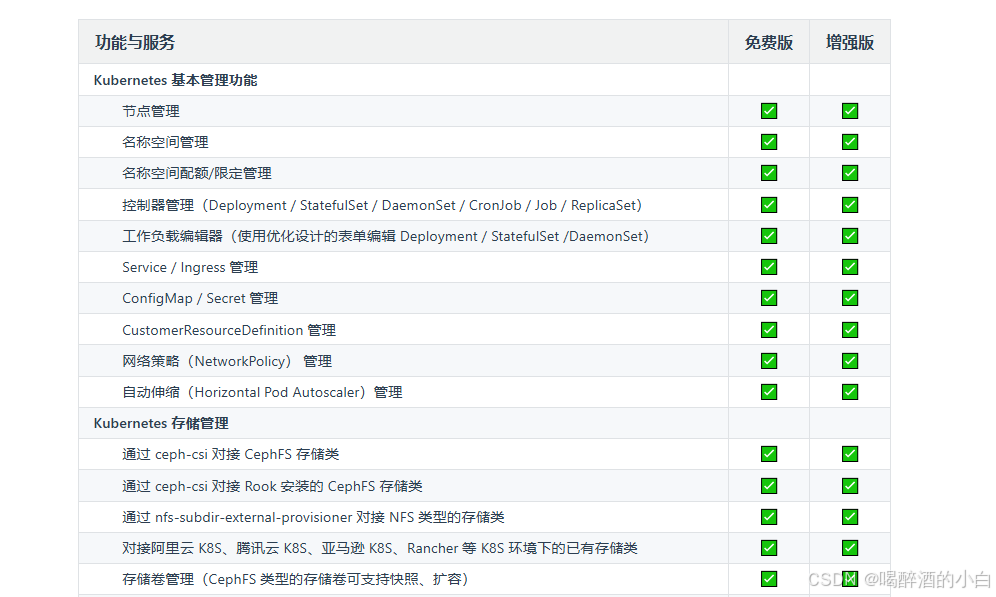 功能与服务 免费版 增强版
Kubernetes 基本管理功能
节点管理
名称空间管理
名称空间配额/限定管理
控制器管理（Deployment / StatefulSet / DaemonSet / CronJob / Job / ReplicaSet）
工作负载编辑器（使用优化设计的表单编辑 Deployment / StatefulSet /DaemonSet）
Service / Ingress 管理
ConfigMap / Secret 管理
CustomerResourceDefinition 管理
网络策略（NetworkPolicy） 管理
自动伸缩（Horizontal Pod Autoscaler）管理
Kubernetes 存储管理
通过 ceph-csi 对接 CephFS 存储类
通过 ceph-csi 对接 Rook 安装的 CephFS 存储类
通过 nfs-subdir-external-provisioner 对接 NFS 类型的存储类
对接阿里云 K8S、腾讯云 K8S、亚马逊 K8S、Rancher 等 K8S 环境下的已有存储类
存储卷管理（CephFS 类型的存储卷可支持快照、扩容）
CSDN @喝醉酒的小白